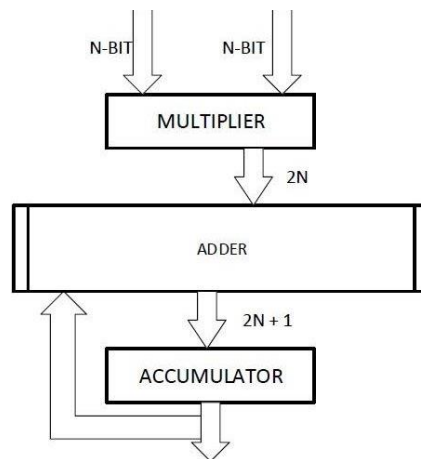 N-BIT N-BIT
MULTIPLIER
2N
ADDER
2N + 1
ACCUMULATOR